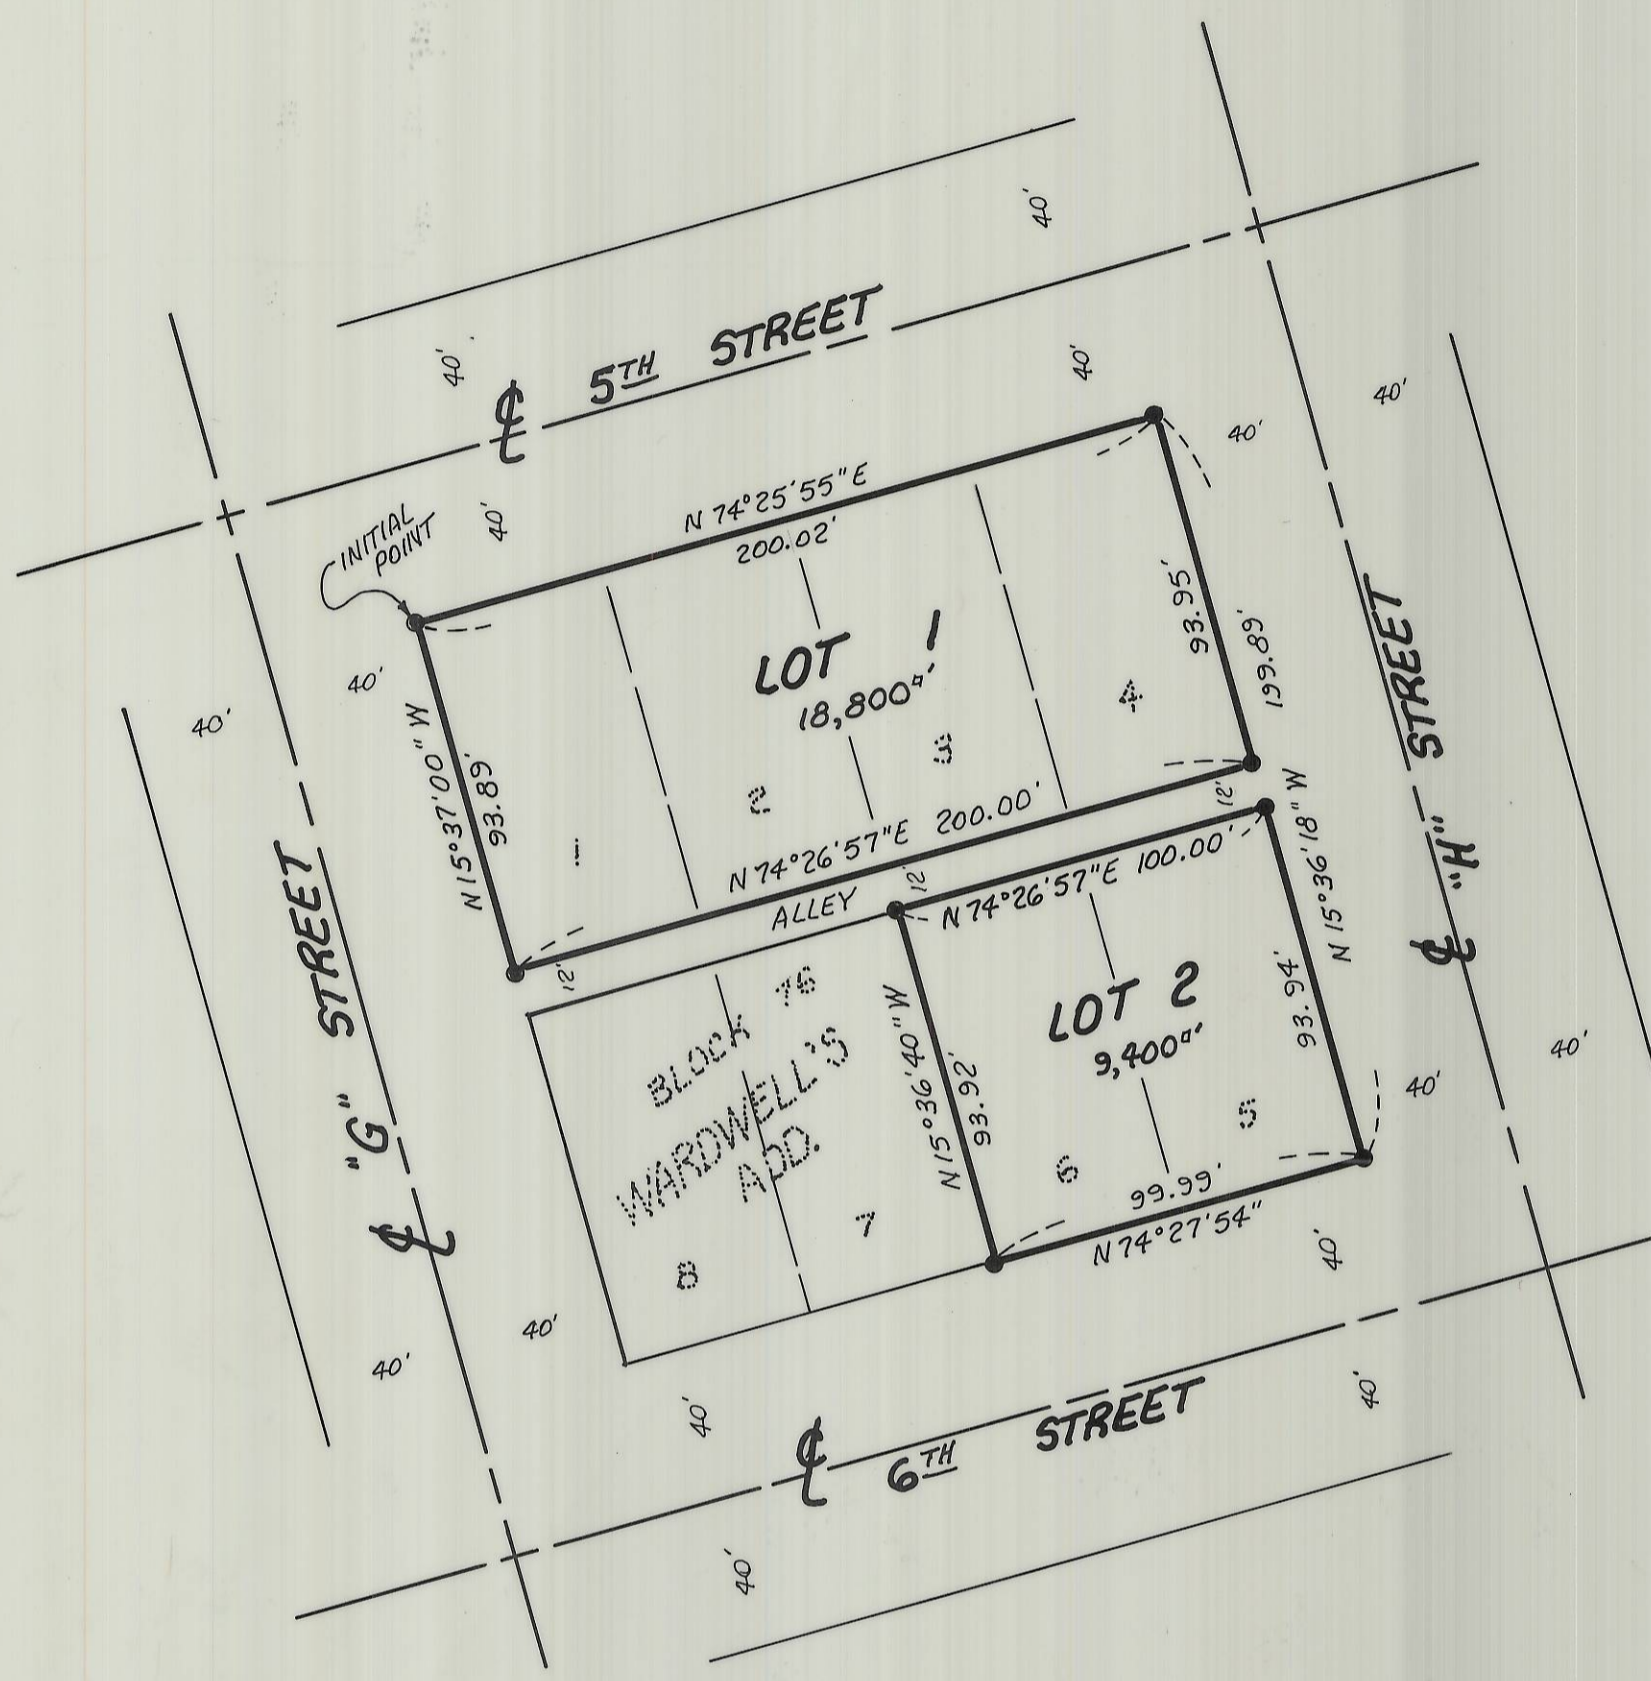 40'
40'
℄ 5TH STREET
40'
40'
40'
40'
40'
INITIAL
POINT
N 74°25'55"E
200.02'
40'
40'
N 15°37'00" W
93.89'
LOT 1
18,800
93.95'
199.89'
1
2
3
4
N 74°26'57"E 200.00'
12'
ALLEY
12'
12'
N 74°26'57"E 100.00'
N 15°36'18" W
℄ "H" STREET
℄ "G" STREET
BLOCK 76
WARDWELL'S
ADD.
N 15°36'40" W
93.92'
LOT 2
9,400
93.94'
5
6
7
8
99.99'
N 74°27'54"
40'
40'
40'
40'
40'
40'
40'
40'
℄ 6TH STREET